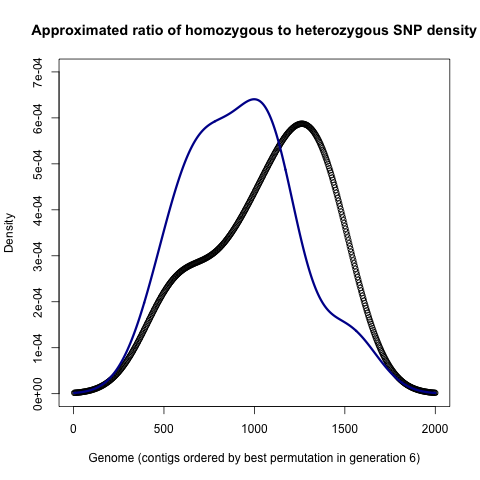 Approximated ratio of homozygous to heterozygous SNP density
7e-04
6e-04
5e-04
4e-04
3e-04
2e-04
1e-04
0e+00
Density
0 500 1000 1500 2000
Genome (contigs ordered by best permutation in generation 6)